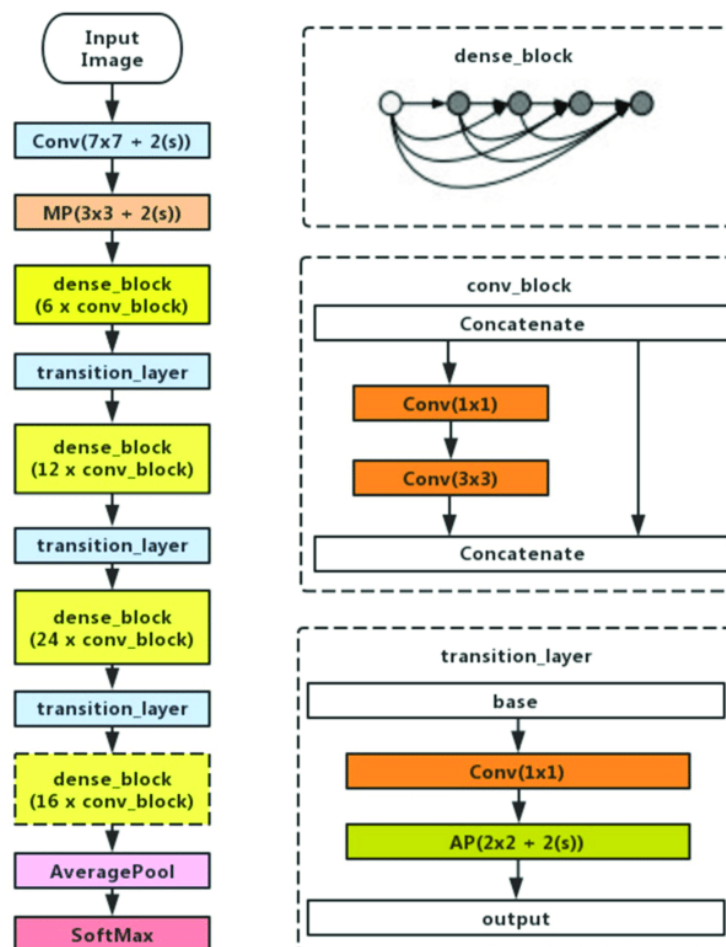 Input
Image
Conv(7x7 + 2(s))
MP(3x3 + 2(s))
dense_block
(6 x conv_block)
transition_layer
dense_block
(12 x conv_block)
transition_layer
dense_block
(24 x conv_block)
transition_layer
dense_block
(16 x conv_block)
AveragePool
SoftMax
dense_block
conv_block
Concatenate
Conv(1x1)
Conv(3x3)
Concatenate
transition_layer
base
Conv(1x1)
AP(2x2 + 2(s))
output